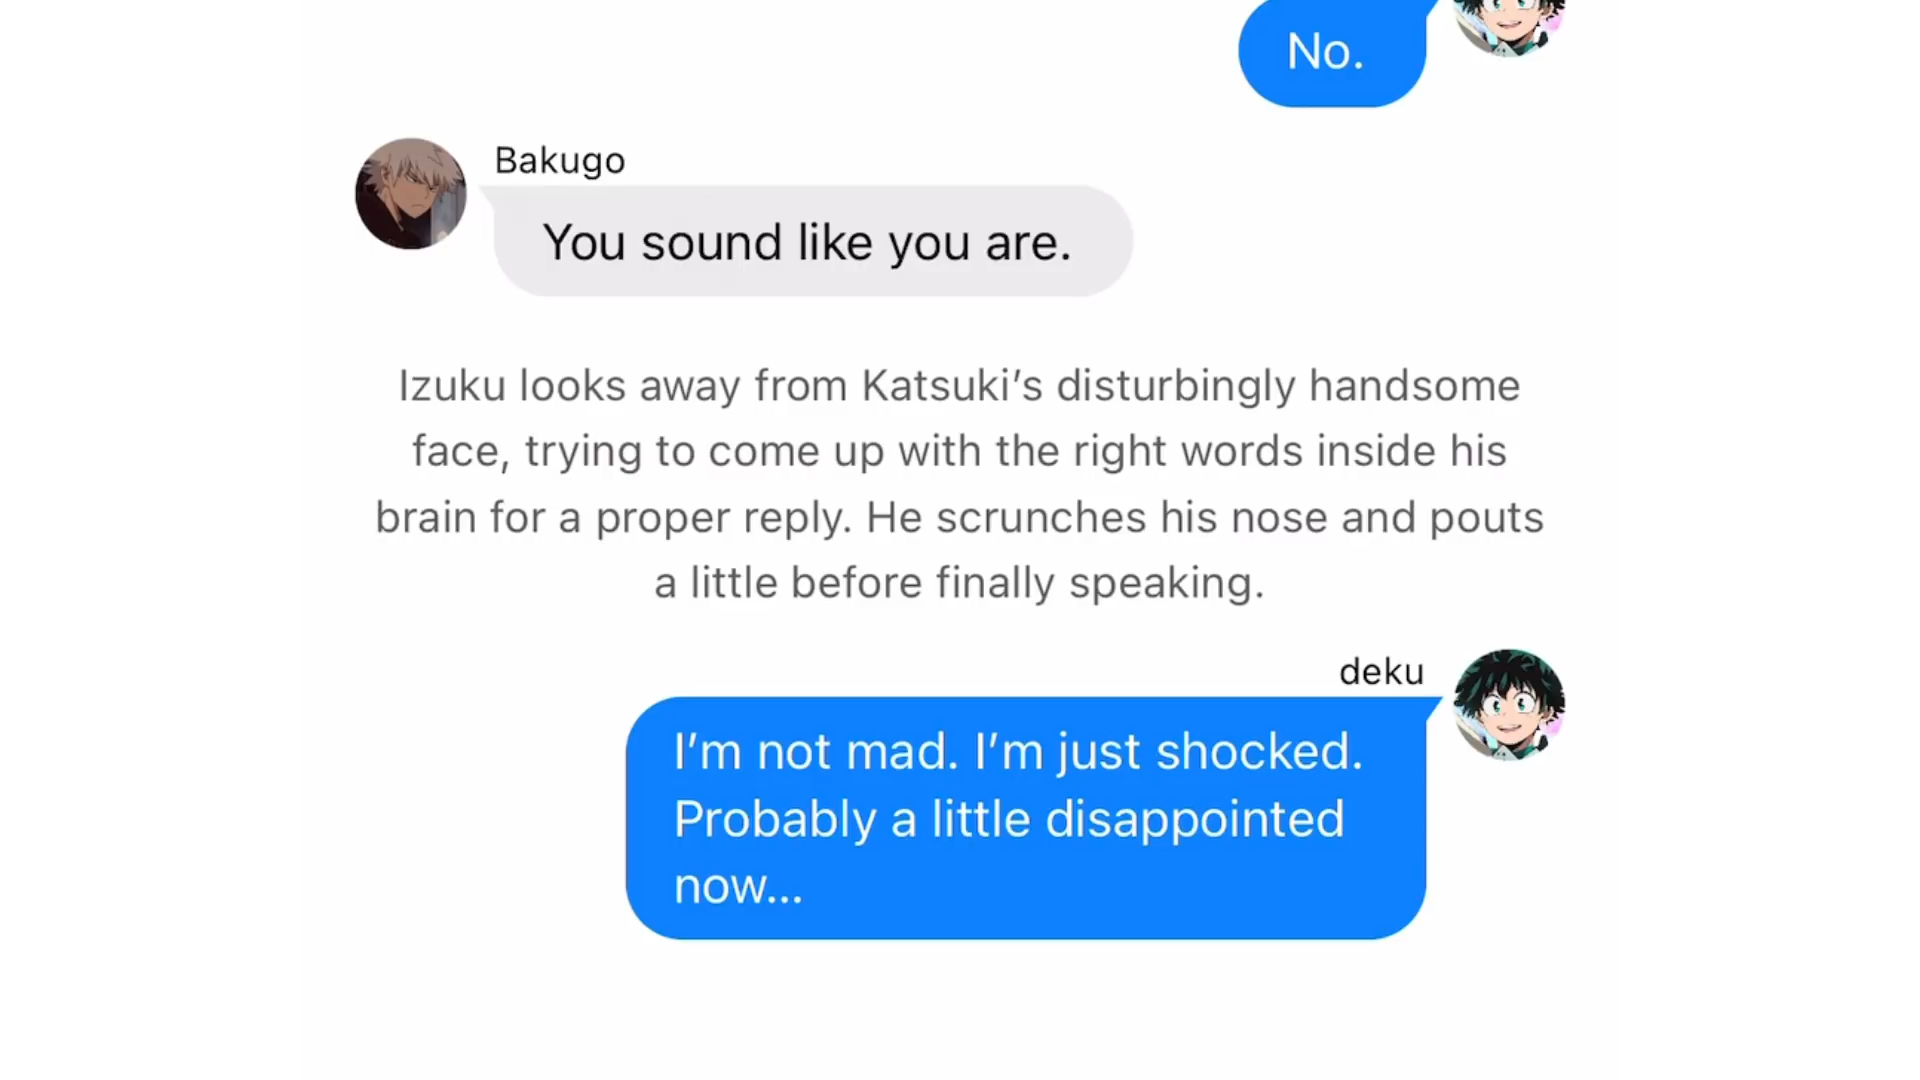 No.
Bakugo
You sound like you are.
Izuku looks away from Katsuki’s disturbingly handsome
face, trying to come up with the right words inside his
brain for a proper reply. He scrunches his nose and pouts
a little before finally speaking.
deku
I’m not mad. I’m just shocked.
Probably a little disappointed
now...